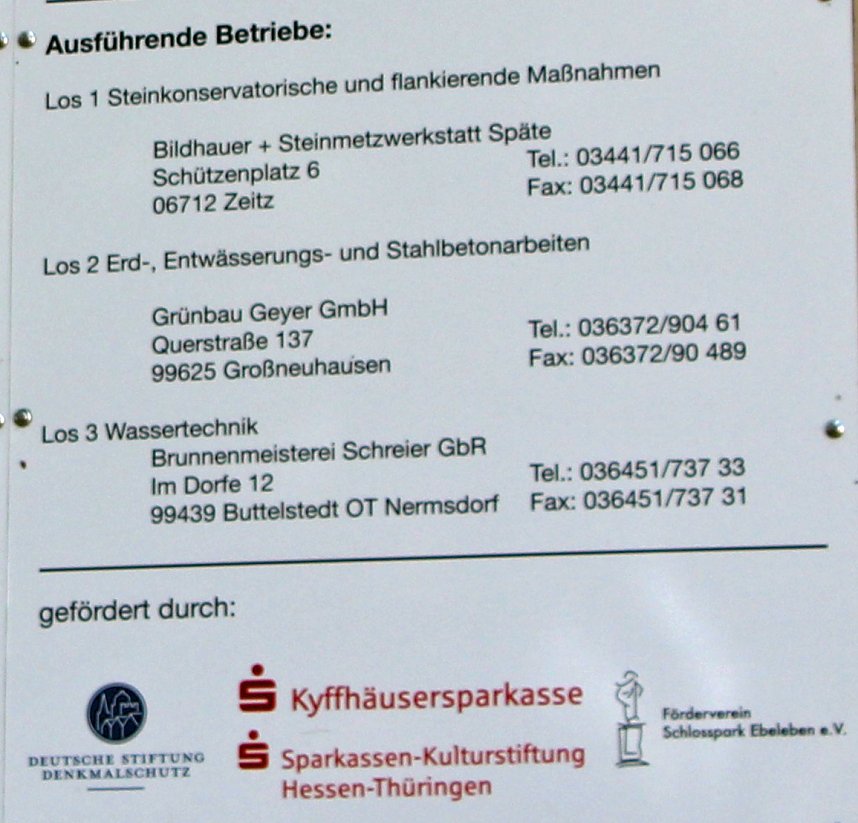 Ausführende Betriebe:
Los 1 Steinkonservatorische und flankierende Maßnahmen
Bildhauer + Steinmetzwerkstatt Späte
Schützenplatz 6 Tel.: 03441/715 066
06712 Zeitz Fax: 03441/715 068
Los 2 Erd-, Entwässerungs- und Stahlbetonarbeiten
Grünbau Geyer GmbH
Querstraße 137 Tel.: 036372/904 61
99625 Großneuhausen Fax: 036372/90 489
Los 3 Wassertechnik
Brunnenmeisterei Schreier GbR
Im Dorfe 12 Tel.: 036451/737 33
99439 Buttelstedt OT Nermsdorf Fax: 036451/737 31
gefördert durch:
DEUTSCHE STIFTUNG
DENKMALSCHUTZ
Kyffhäusersparkasse
Sparkassen-Kulturstiftung
Hessen-Thüringen
Förderverein
Schlosspark Ebeleben e.V.